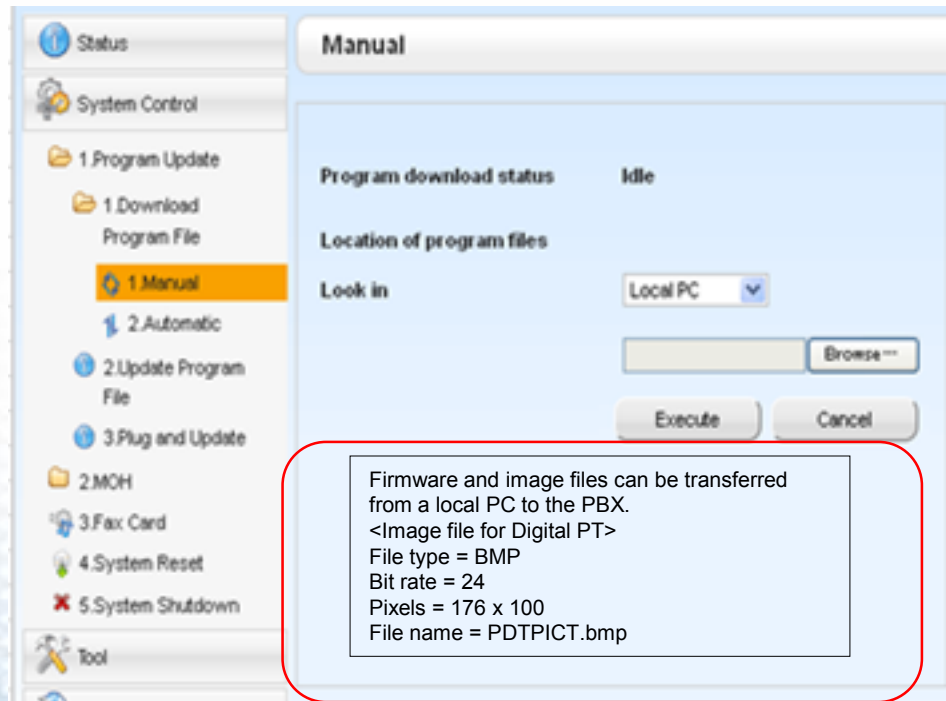 Status
System Control
1.Program Update
1.Download
Program File
1.Manual
2.Automatic
2.Update Program
File
3.Plug and Update
2.MOH
3.Fax Card
4.System Reset
5.System Shutdown
Tool
Manual
Program download status Idle
Location of program files
Look in Local PC
Browse...
Execute Cancel
Firmware and image files can be transferred
from a local PC to the PBX.
<Image file for Digital PT>
File type = BMP
Bit rate = 24
Pixels = 176 x 100
File name = PDTPICT.bmp